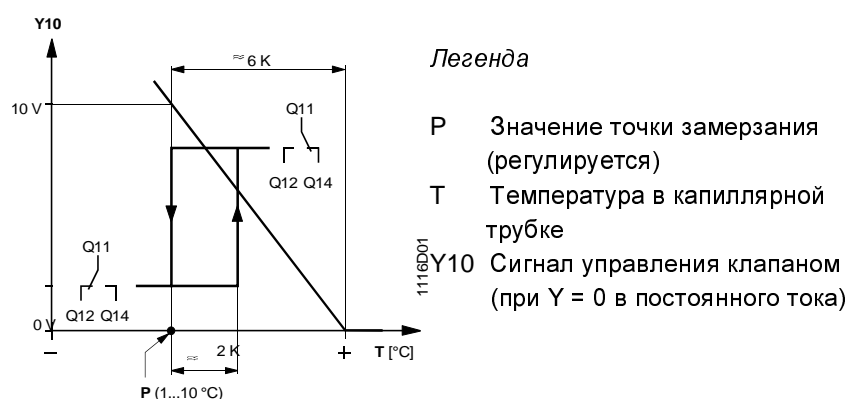 Y10
≈ 6 K
Легенда
10 V
Q11
Q12 Q14
P Значение точки замерзания
(регулируется)
T Температура в капиллярной
трубке
Q11
Q12 Q14
1116D01
Y10 Сигнал управления клапаном
(при Y = 0 в постоянного тока)
0 V
− + T [°C]
≈ 2 K
P (1...10 °C)